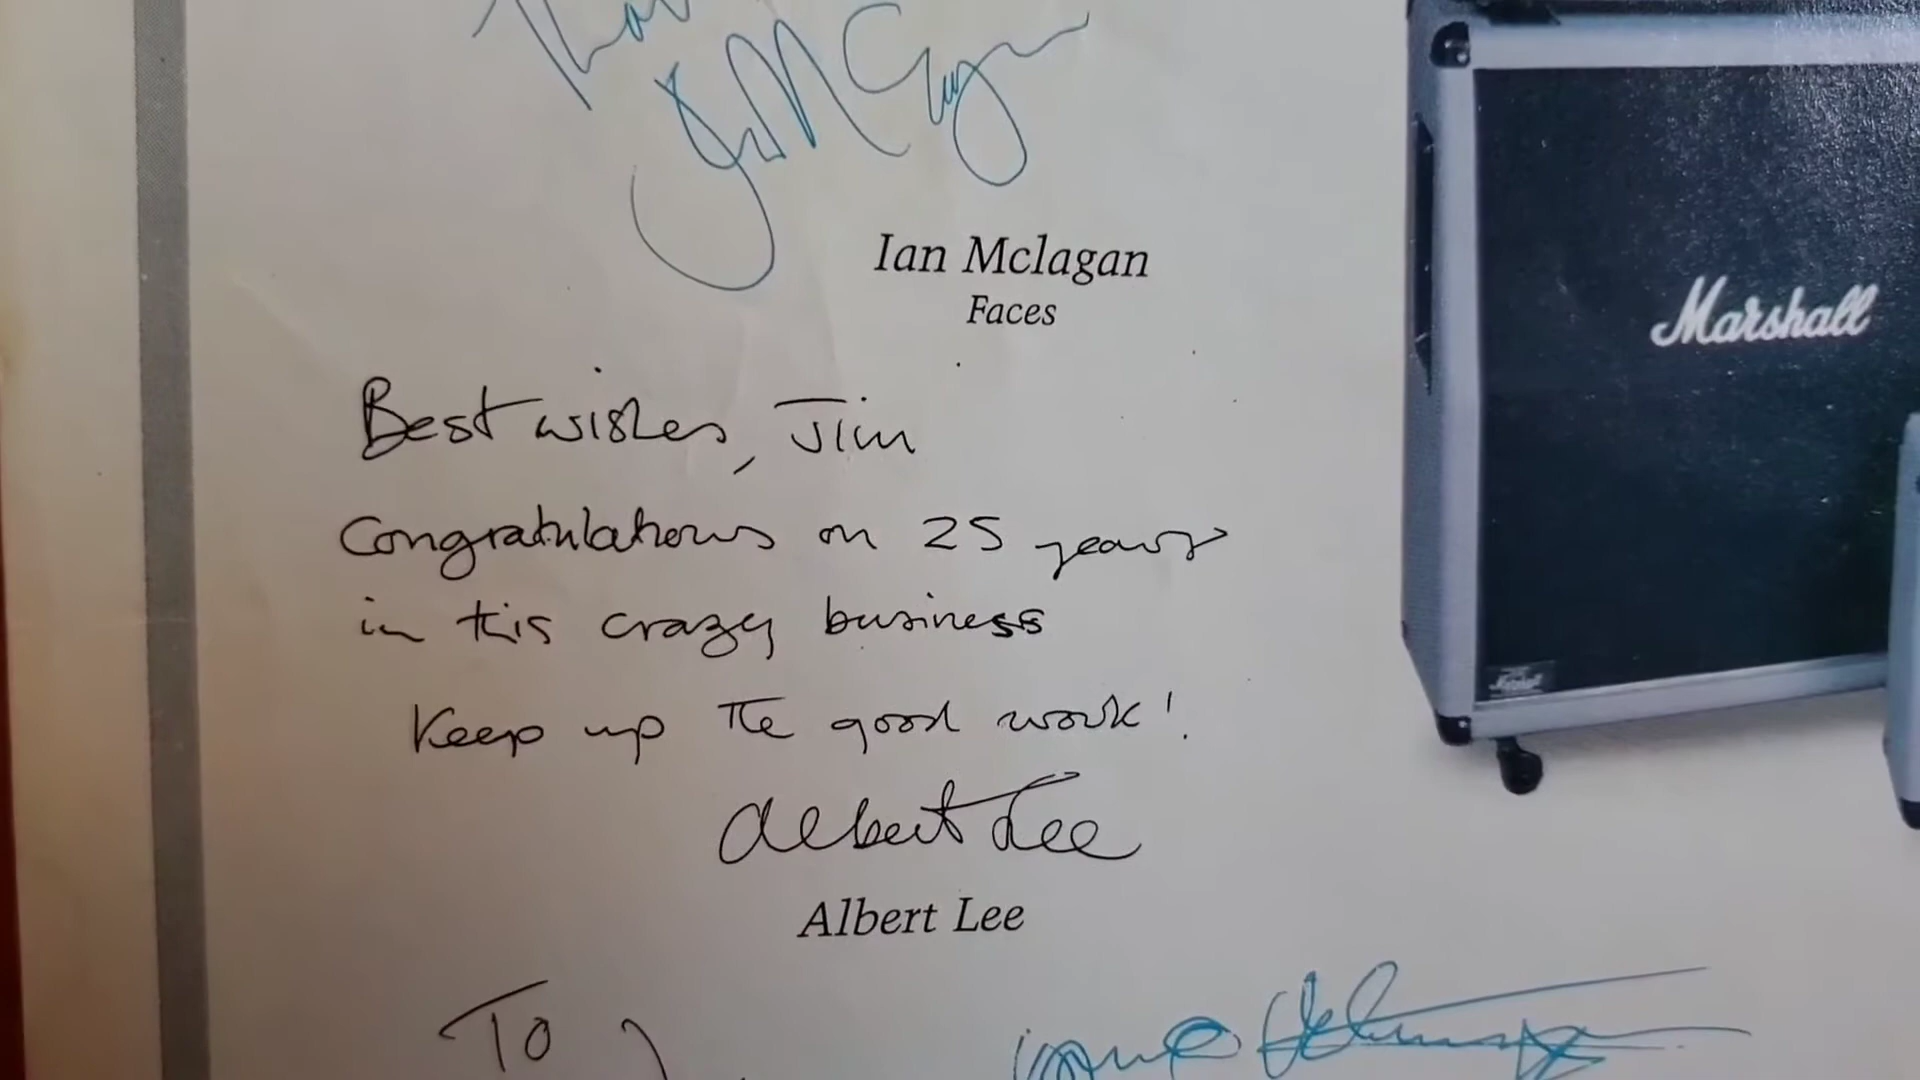 Ian Mclagan
Faces
Marshall
Best wishes, Jim
Congratulations on 25 years
in this crazy business
Keep up the good work!
Albert Lee
Albert Lee
Marshall
To